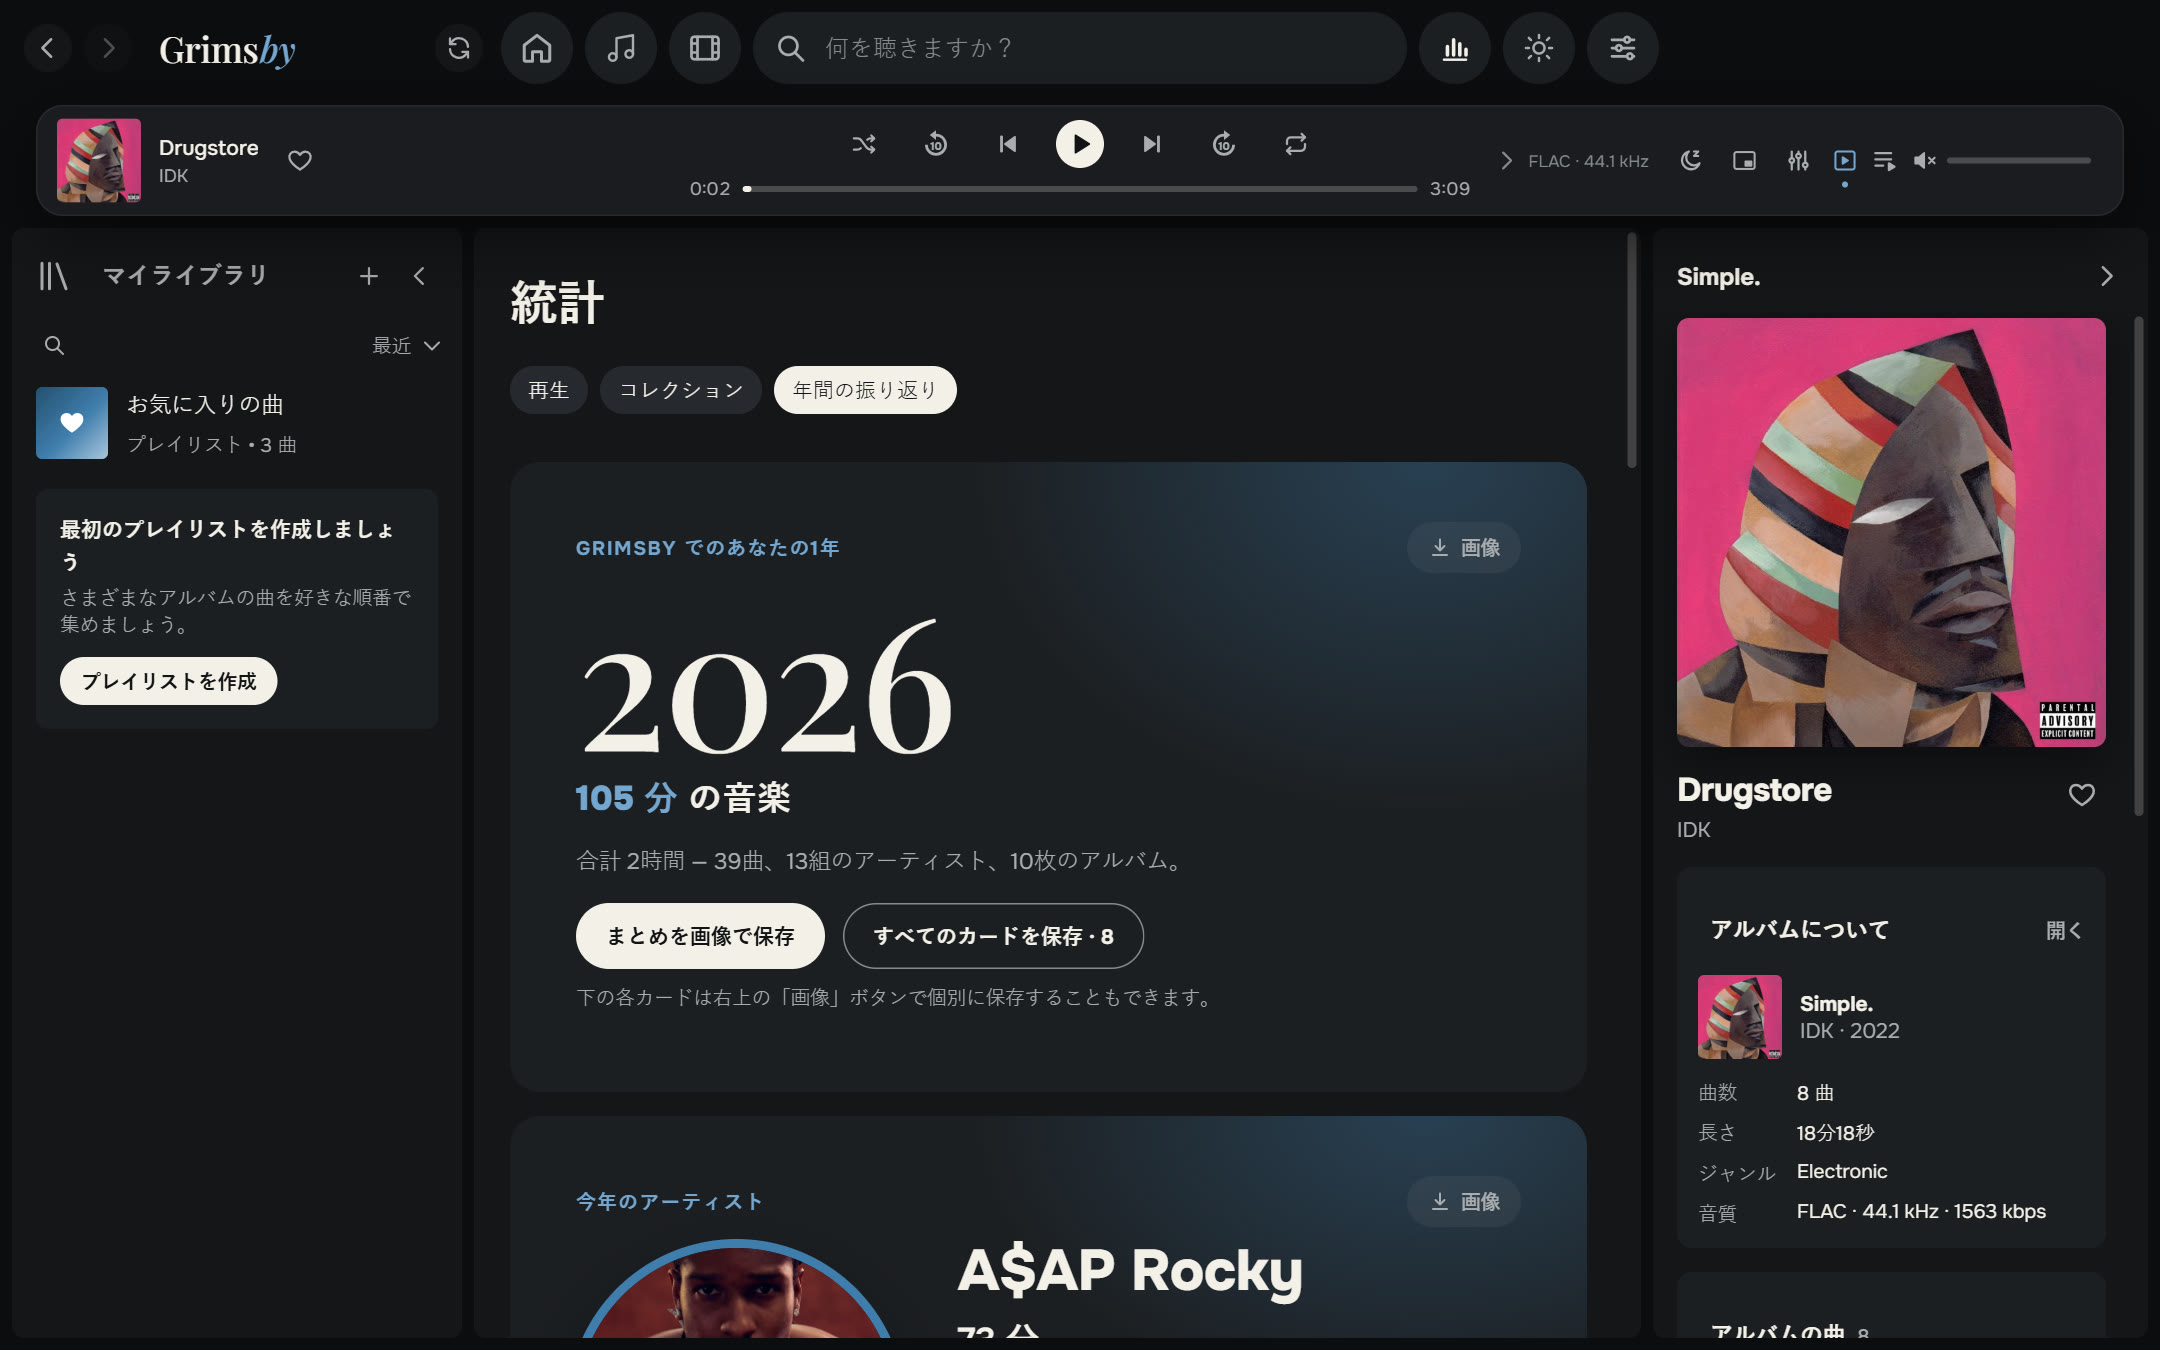 Grimsby
何を聴きますか？
Drugstore
IDK
10
10
0:02
3:09
FLAC · 44.1 kHz
マイライブラリ
最近
お気に入りの曲
プレイリスト • 3 曲
最初のプレイリストを作成しましょ
う
さまざまなアルバムの曲を好きな順番で
集めましょう。
プレイリストを作成
統計
再生
コレクション
年間の振り返り
GRIMSBY でのあなたの1年
画像
2026
105 分 の音楽
合計 2時間 — 39曲、13組のアーティスト、10枚のアルバム。
まとめを画像で保存
すべてのカードを保存 · 8
下の各カードは右上の「画像」ボタンで個別に保存することもできます。
今年のアーティスト
画像
A$AP Rocky
73 分
Simple.
PARENTAL
ADVISORY
EXPLICIT CONTENT
Drugstore
IDK
アルバムについて
開く
Simple.
IDK · 2022
曲数
8 曲
長さ
18分18秒
ジャンル
Electronic
音質
FLAC · 44.1 kHz · 1563 kbps
アルバムの曲 8